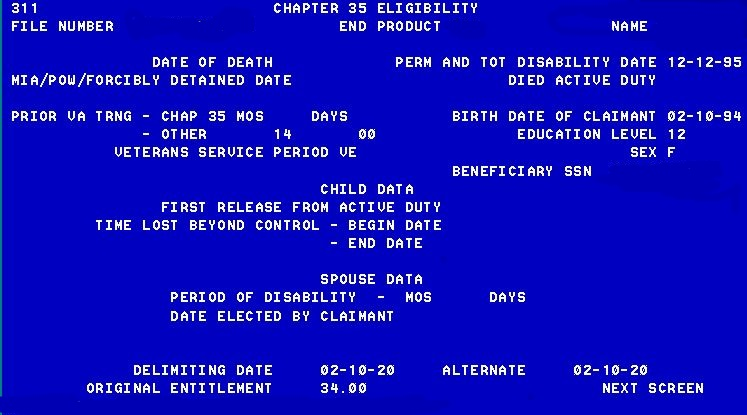 311 CHAPTER 35 ELIGIBILITY
FILE NUMBER END PRODUCT NAME
DATE OF DEATH PERM AND TOT DISABILITY DATE 12-12-95
MIA/POW/FORCIBLY DETAINED DATE DIED ACTIVE DUTY
PRIOR VA TRNG - CHAP 35 MOS DAYS BIRTH DATE OF CLAIMANT 02-10-94
- OTHER 14 00 EDUCATION LEVEL 12
VETERANS SERVICE PERIOD VE SEX F
BENEFICIARY SSN
CHILD DATA
FIRST RELEASE FROM ACTIVE DUTY
TIME LOST BEYOND CONTROL - BEGIN DATE
- END DATE
SPOUSE DATA
PERIOD OF DISABILITY - MOS DAYS
DATE ELECTED BY CLAIMANT
DELIMITING DATE 02-10-20 ALTERNATE 02-10-20
ORIGINAL ENTITLEMENT 34.00 NEXT SCREEN